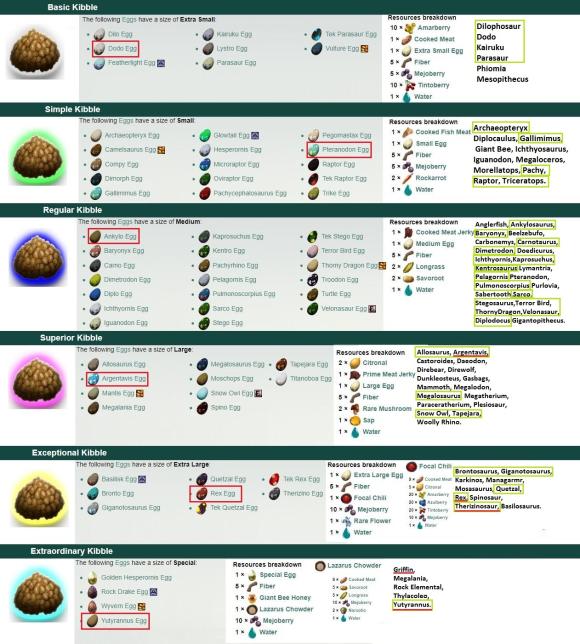 Basic Kibble
The following Eggs have a size of Extra Small:
Dilo Egg
Dodo Egg
Featherlight Egg
Kairuku Egg
Lystro Egg
Parasaur Egg
Tek Parasaur Egg
Vulture Egg
Resources breakdown
10 × Amarberry
1 × Cooked Meat
1 × Extra Small Egg
5 × Fiber
5 × Mejoberry
10 × Tintoberry
1 × Water
Dilophosaur
Dodo
Kairuku
Parasaur
Phiomia
Mesopithecus
Simple Kibble
The following Eggs have a size of Small:
Archaeopteryx Egg
Camelsaurus Egg
Compy Egg
Dimorph Egg
Gallimimus Egg
Glowtail Egg
Hesperornis Egg
Microraptor Egg
Oviraptor Egg
Pachycephalosaurus Egg
Pegomastax Egg
Pteranodon Egg
Raptor Egg
Tek Raptor Egg
Trike Egg
Resources breakdown
1 × Cooked Fish Meat
1 × Small Egg
5 × Fiber
5 × Mejoberry
2 × Rockarrot
1 × Water
Archaeopteryx
Diplocaulus, Gallimimus,
Giant Bee, Icthyosaurus,
Iguanodon, Megaloceros,
Morellatops, Pachy,
Raptor, Triceratops.
Regular Kibble
The following Eggs have a size of Medium:
Ankylo Egg
Baryonyx Egg
Carno Egg
Dimetrodon Egg
Diplo Egg
Ichthyornis Egg
Iguanodon Egg
Kaprosuchus Egg
Kentro Egg
Pachyrhino Egg
Pelagornis Egg
Pulmonoscorpius Egg
Sarco Egg
Stego Egg
Tek Stego Egg
Terror Bird Egg
Thorny Dragon Egg
Troodon Egg
Turtle Egg
Velonasaur Egg
Resources breakdown
1 × Cooked Meat Jerky
1 × Medium Egg
5 × Fiber
2 × Longrass
2 × Savoroot
1 × Water
Anglerfish, Ankylosaur,
Baryonyx, Beelzebufo,
Carbonemys, Carnotaur,
Dimetrodon, Doedicurus,
Ichthyornis,Kaprosuchus,
Kentrosaurus Lymantria,
Pelagornis Pteranodon,
Pulmonoscorpius Purlovia,
Sabertooth Sarco,
Stegosaur,Terror Bird,
ThornyDragon,Velonasaur,
Diplodocus Gigantopithecus.
Superior Kibble
The following Eggs have a size of Large:
Allosaurus Egg
Argentavis Egg
Mantis Egg
Megalania Egg
Megalosaurus Egg
Moschops Egg
Snow Owl Egg
Spino Egg
Tapejara Egg
Titanoboa Egg
Resources breakdown
2 × Citronal
1 × Prime Meat Jerky
1 × Large Egg
5 × Fiber
2 × Rare Mushroom
1 × Sap
1 × Water
Allosaurus, Argentavis,
Castoroides, Daeodon,
Direbear, Direwolf,
Dunkleosteus, Gasbags,
Mammoth, Megalodon,
Megalosaurus Megatherium,
Paraceratherium, Plesiosaur,
Snow Owl, Tapejara,
Woolly Rhino.
Exceptional Kibble
The following Eggs have a size of Extra Large
Basilisk Egg
Bronto Egg
Giganotosaurus Egg
Quetzal Egg
Rex Egg
Tek Quetzal Egg
Tek Rex Egg
Therizino Egg
Resources breakdown
1 × Extra Large Egg
5 × Fiber
1 × Focal Chili
10 × Mejoberry
1 × Rare Flower
1 × Water
Focal Chili
9 × Cooked Meat
5 × Citronal
20 × Amarberry
20 × Azulberry
20 × Tintoberry
10 × Mejoberry
1 × Water
Brontosaurus, Giganotosaurus,
Karkinos, Managarmr,
Mosasaurus, Quetzal,
Rex, Spinosaur,
Therizinosaur, Basilosaurus.
Extraordinary Kibble
The following Eggs have a size of Special:
Golden Hesperornis Egg
Rock Drake Egg
Wyvern Egg
Yutyrannus Egg
Resources breakdown
1 × Special Egg
5 × Fiber
1 × Giant Bee Honey
1 × Lazarus Chowder
10 × Mejoberry
1 × Water
Lazarus Chowder
9 × Cooked Meat
5 × Savoroot
5 × Longrass
10 × Mejoberry
2 × Narcotic
1 × Water
Griffin,
Megalania,
Rock Elemental,
Thylacoleo,
Yutyrannus.